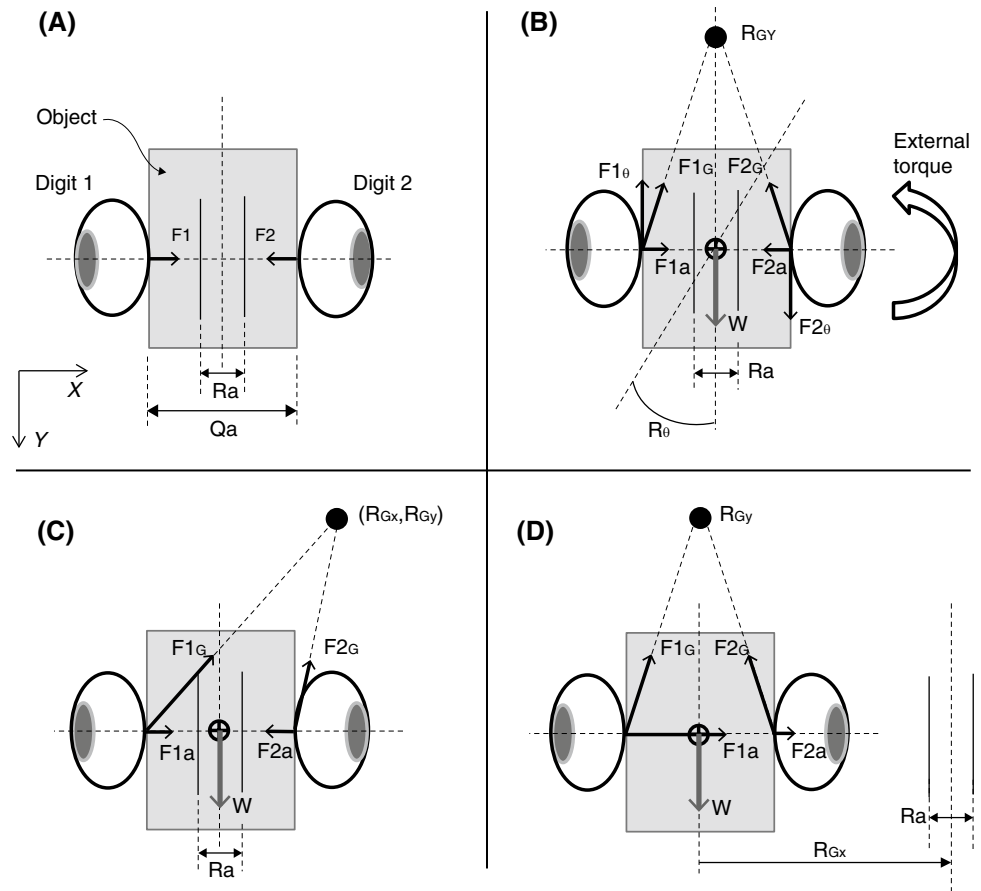 (A)
Object
Digit 1
Digit 2
F1
F2
Ra
Qa
X
Y
(B)
RGY
External
torque
F1θ
F1G
F2G
F1a
F2a
W
F2θ
Ra
Rθ
(C)
(RGx,RGy)
F1G
F2G
F1a
F2a
W
Ra
(D)
RGy
F1G
F2G
F1a
F2a
W
Ra
RGx